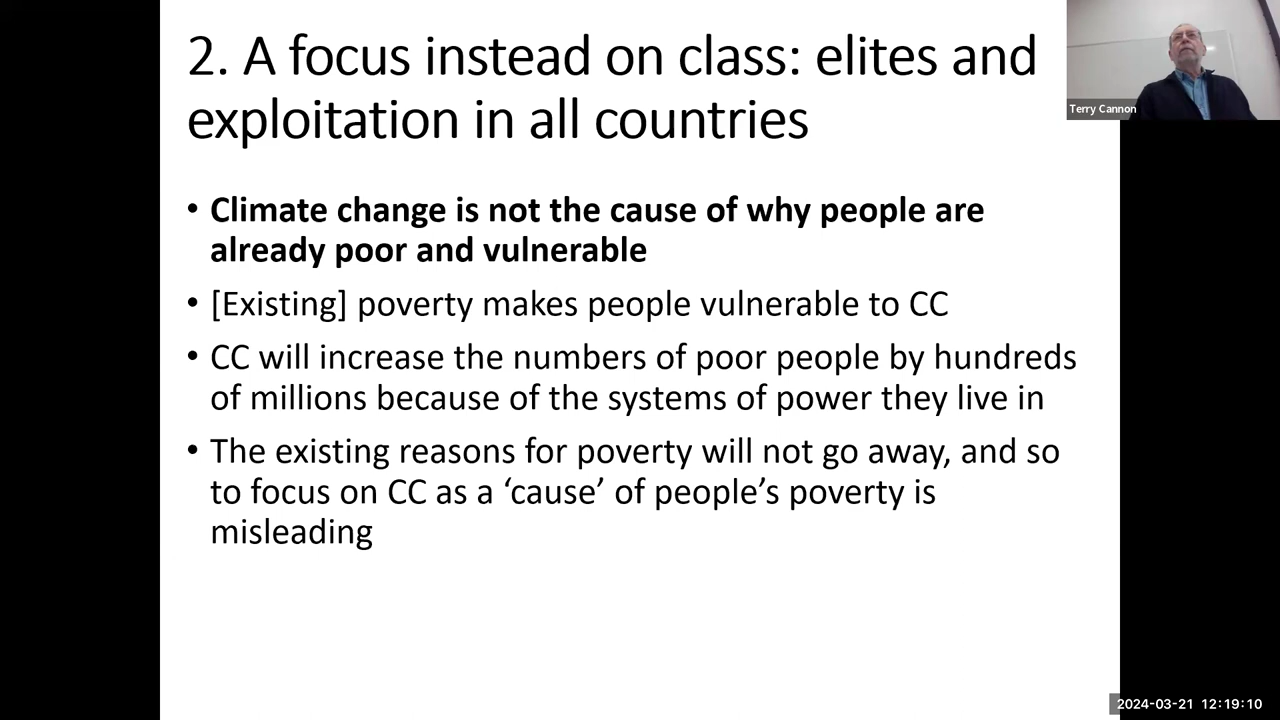 2. A focus instead on class: elites and
exploitation in all countries
Terry Cannon
• Climate change is not the cause of why people are
already poor and vulnerable
• [Existing] poverty makes people vulnerable to CC
• CC will increase the numbers of poor people by hundreds
of millions because of the systems of power they live in
• The existing reasons for poverty will not go away, and so
to focus on CC as a ‘cause’ of people’s poverty is
misleading
2024-03-21 12:19:10